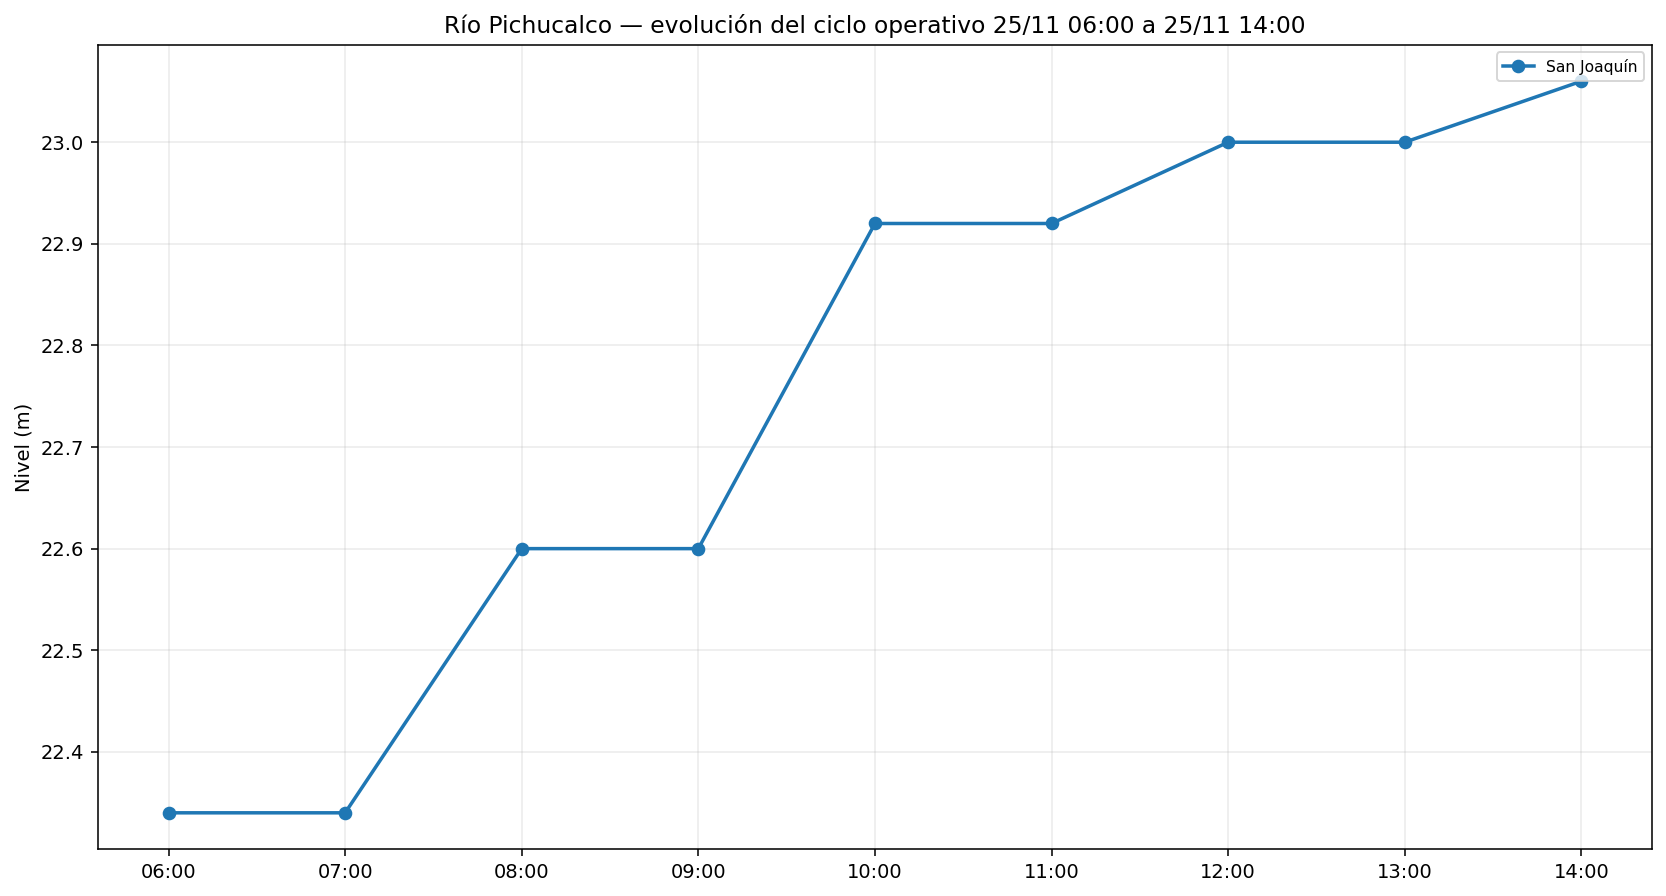 Río Pichucalco — evolución del ciclo operativo 25/11 06:00 a 25/11 14:00
San Joaquín
Nivel (m)
23.0
22.9
22.8
22.7
22.6
22.5
22.4
06:00 07:00 08:00 09:00 10:00 11:00 12:00 13:00 14:00